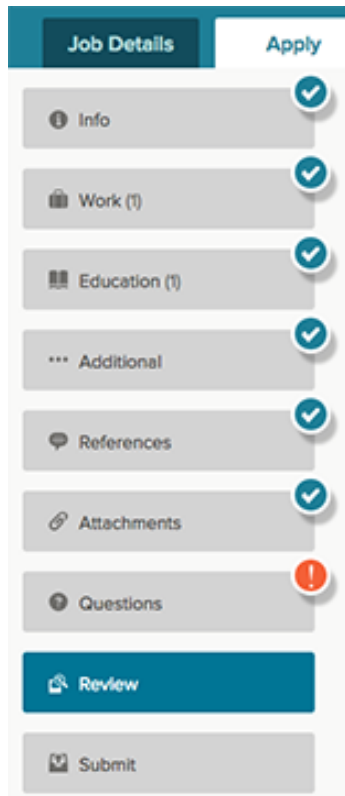 Job Details
Apply
Info
Work (1)
Education (1)
Additional
References
Attachments
Questions
Review
Submit